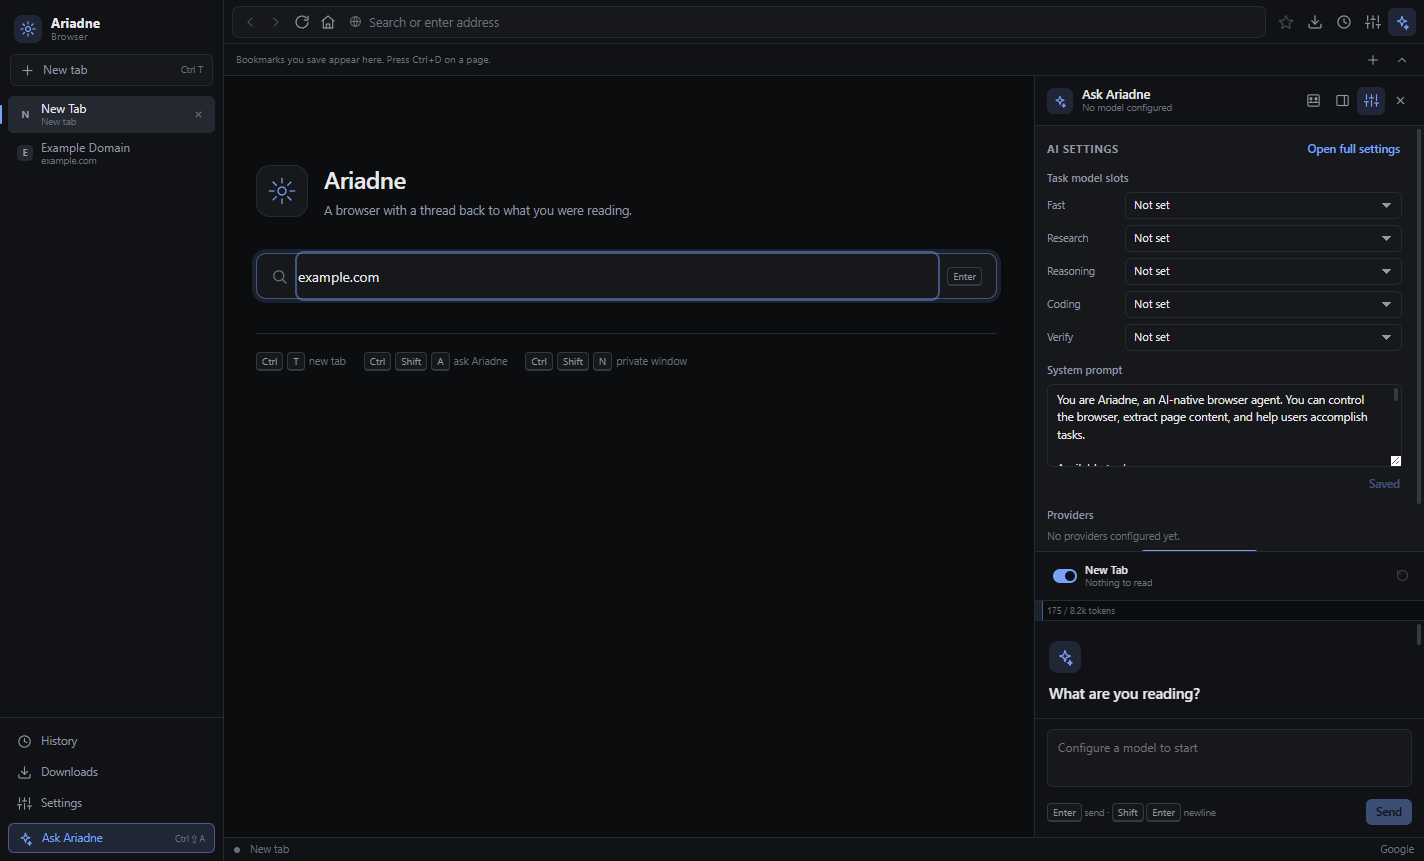 Ariadne
Browser
New tab
Ctrl T
N
New Tab
New tab
E
Example Domain
example.com
History
Downloads
Settings
Ask Ariadne
Ctrl ⇧ A
Search or enter address
Bookmarks you save appear here. Press Ctrl+D on a page.
Ariadne
A browser with a thread back to what you were reading.
example.com
Enter
Ctrl T new tab
Ctrl Shift A ask Ariadne
Ctrl Shift N private window
Ask Ariadne
No model configured
AI SETTINGS
Open full settings
Task model slots
Fast
Not set
Research
Not set
Reasoning
Not set
Coding
Not set
Verify
Not set
System prompt
You are Ariadne, an AI-native browser agent. You can control
the browser, extract page content, and help users accomplish
tasks.
Saved
Providers
No providers configured yet.
New Tab
Nothing to read
175 / 8.2k tokens
What are you reading?
Configure a model to start
Enter send · Shift Enter newline
Send
New tab
Google